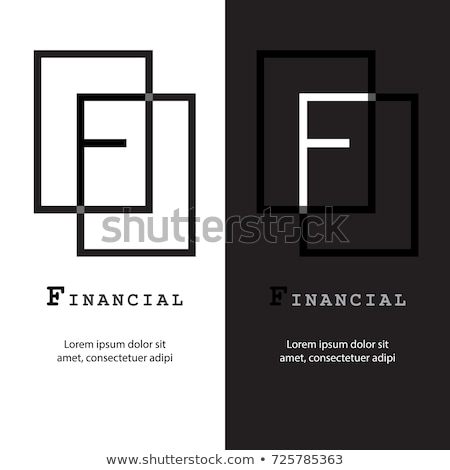 F
FINANCIAL
Lorem ipsum dolor sit
amet, consectetuer adipi
F
FINANCIAL
Lorem ipsum dolor sit
amet, consectetuer adipi
shutterstock
www.shutterstock.com · 725785363